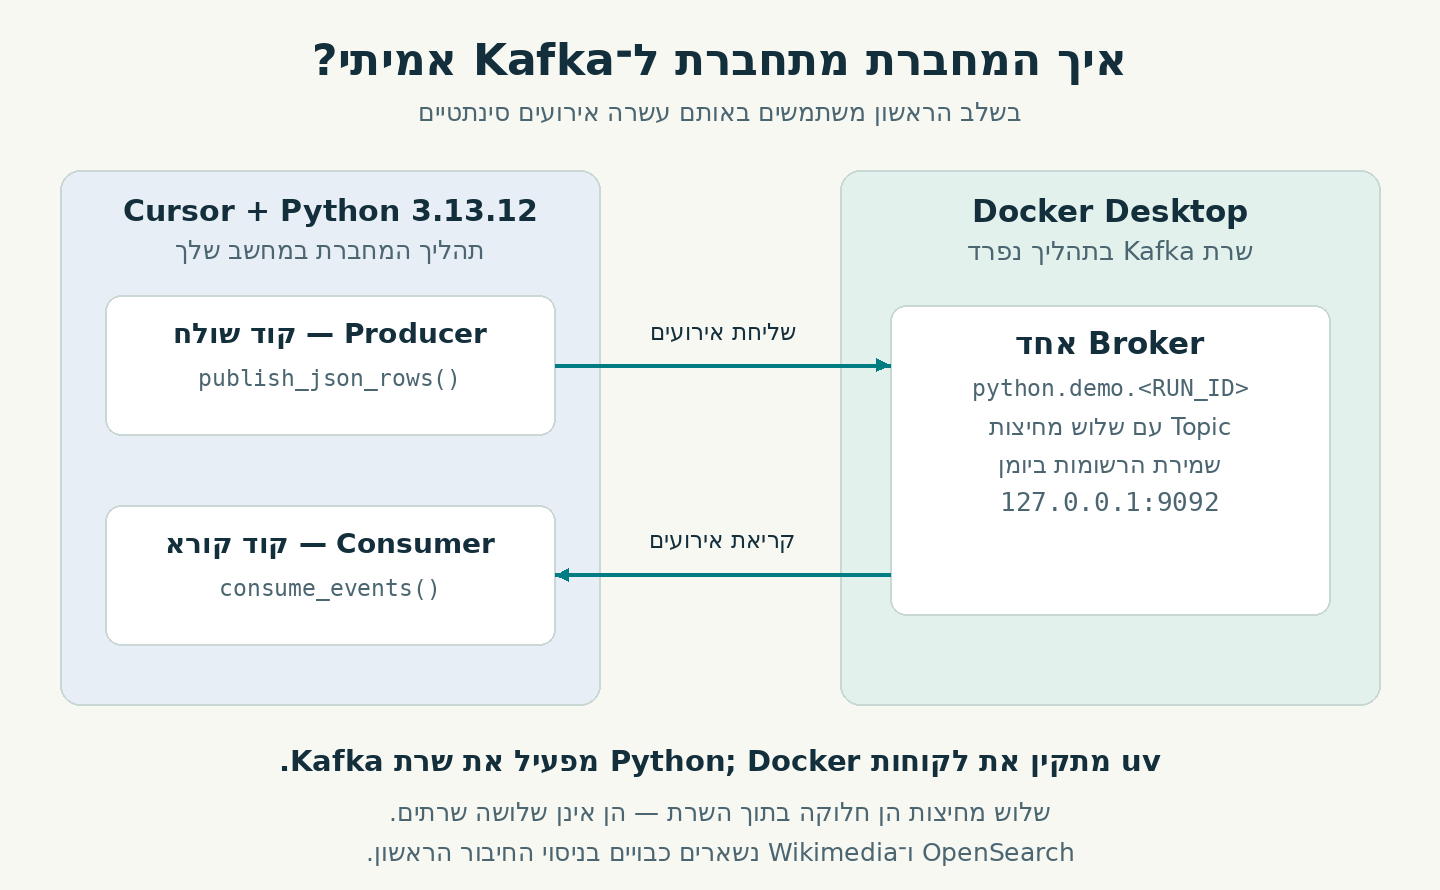 איך המחברת מתחברת ל־Kafka אמיתי?
בשלב הראשון משתמשים באותם עשרה אירועים סינתטיים
Cursor + Python 3.13.12
תהליך המחברת במחשב שלך
Producer — קוד שולח
publish_json_rows()
Consumer — קוד קורא
consume_events()
שליחת אירועים
קריאת אירועים
Docker Desktop
שרת Kafka בתהליך נפרד
Broker אחד
python.demo.<RUN_ID>
Topic עם שלוש מחיצות
שמירת הרשומות ביומן
127.0.0.1:9092
uv מתקין את לקוחות Python; Docker מפעיל את שרת Kafka.
שלוש מחיצות הן חלוקה בתוך השרת — הן אינן שלושה שרתים.
OpenSearch ו־Wikimedia נשארים כבויים בניסוי החיבור הראשון.